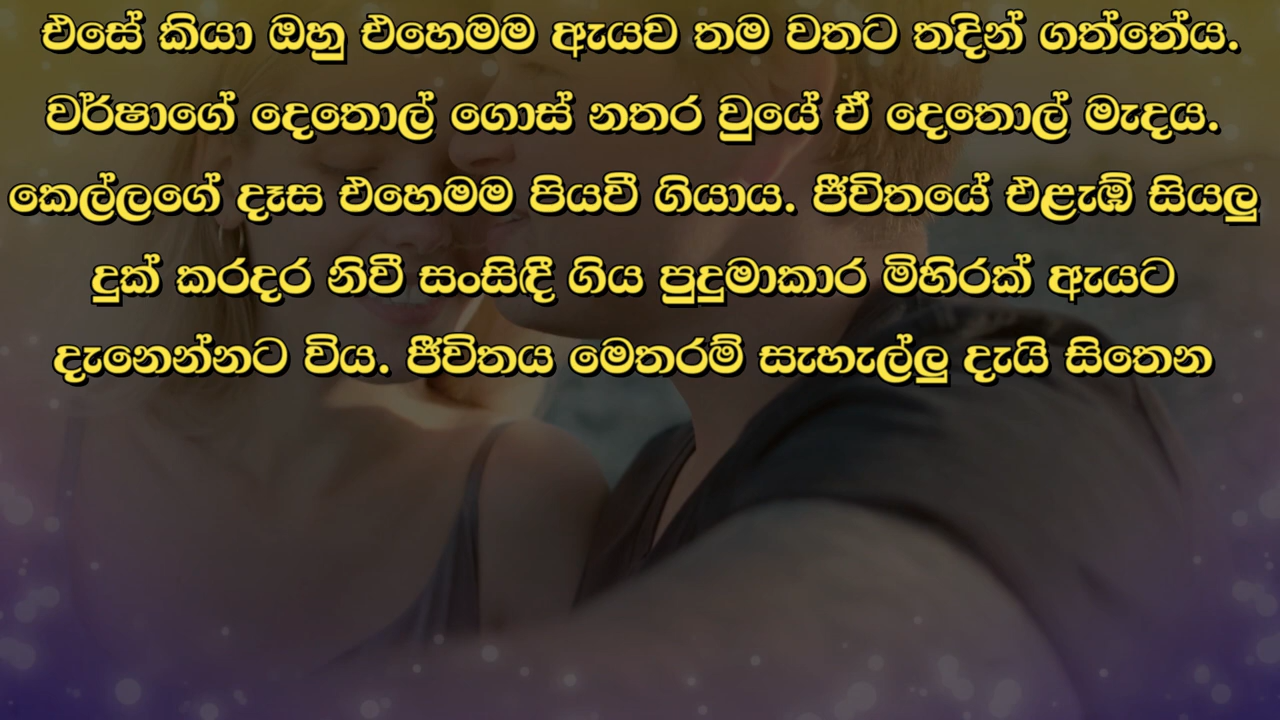 එසේ කියා ඔහු එහෙමම ඇයව තම වතට තදින් ගත්තේය.
වර්ෂාගේ දෙතොල් ගොස් නතර වුයේ ඒ දෙතොල් මැදය.
කෙල්ලගේ දෑස එහෙමම පියවී ගියාය. ජීවිතයේ එළැඹි සියලු
දුක් කරදර නිවී සංසිඳී ගිය පුදුමාකාර මිහිරක් ඇයට
දැනෙන්නට විය. ජීවිතය මෙතරම් සැහැල්ලු දැයි සිතෙන